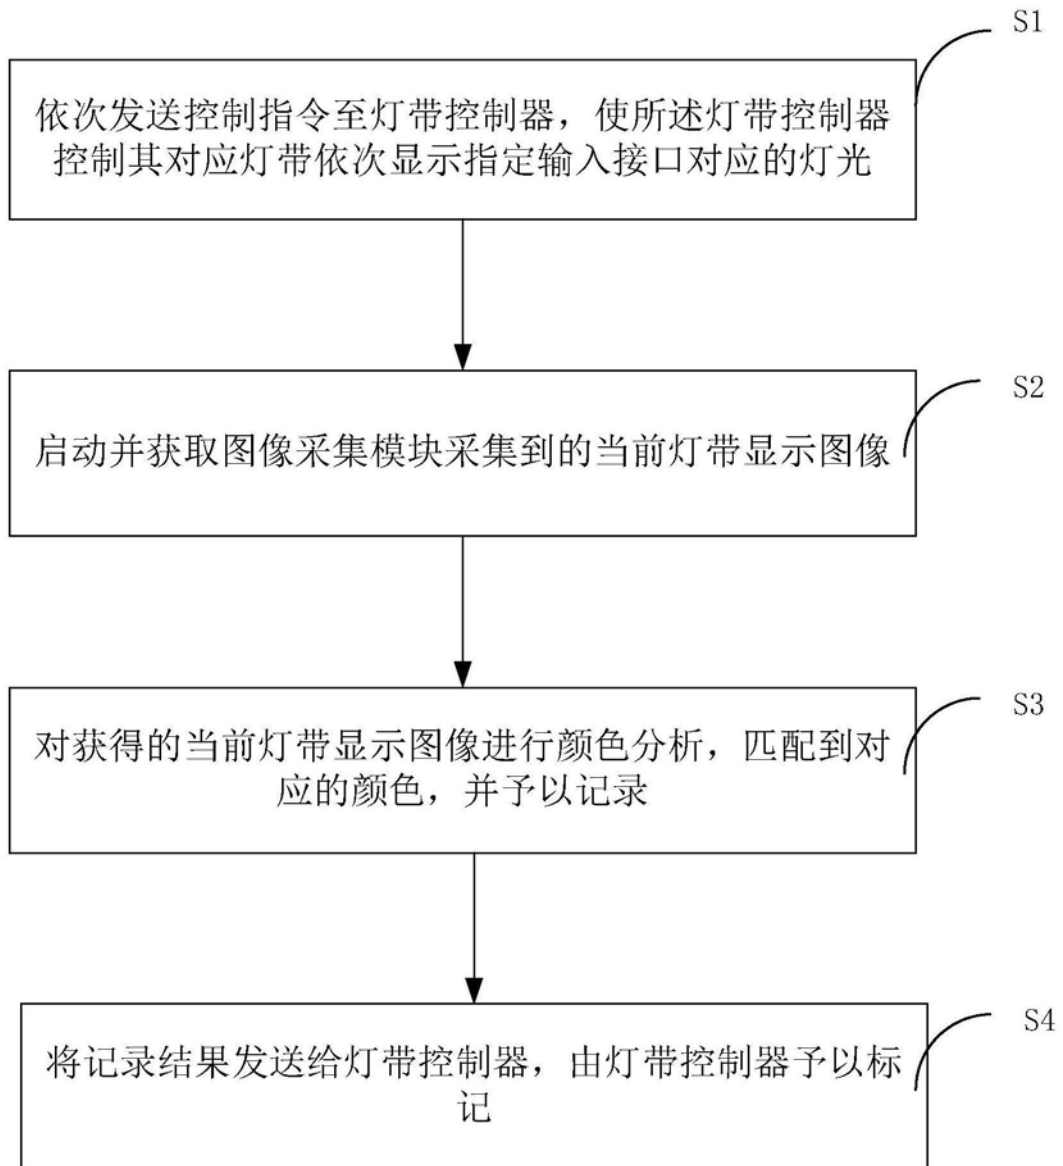 S1
依次发送控制指令至灯带控制器，使所述灯带控制器
控制其对应灯带依次显示指定输入接口对应的灯光
S2
启动并获取图像采集模块采集到的当前灯带显示图像
S3
对获得的当前灯带显示图像进行颜色分析，匹配到对
应的颜色，并予以记录
S4
将记录结果发送给灯带控制器，由灯带控制器予以标
记